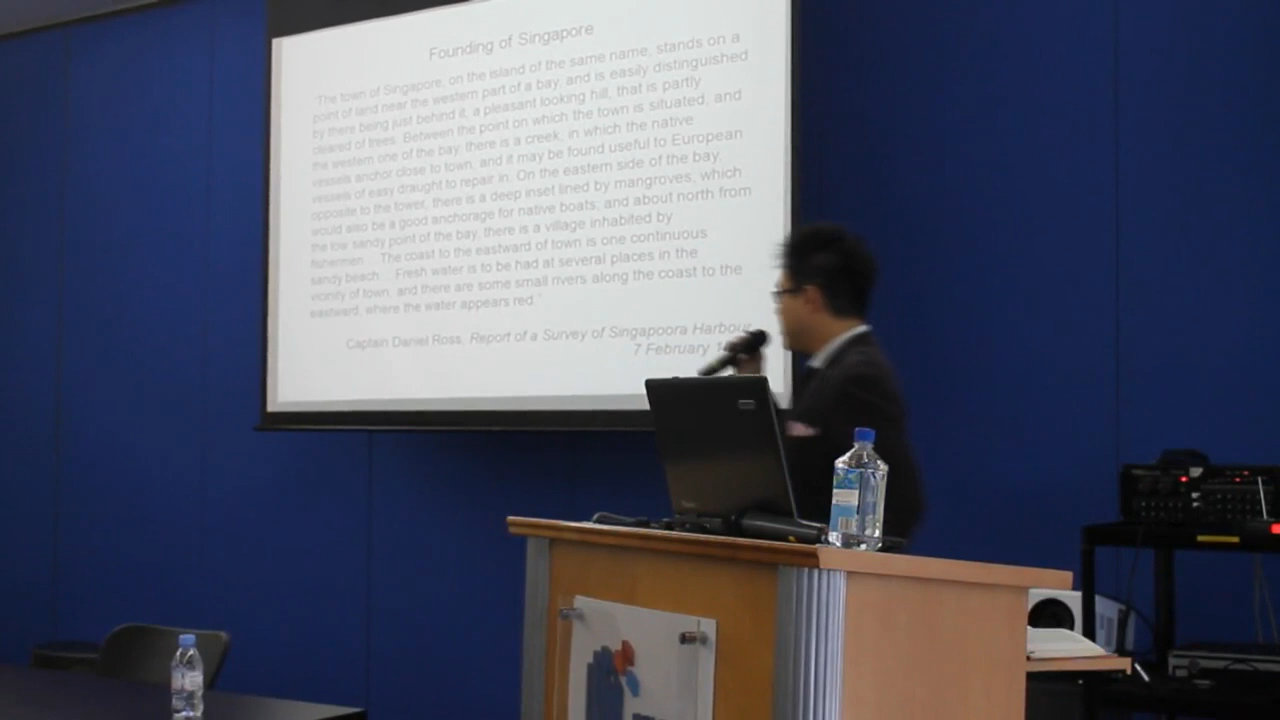 Founding of Singapore
"The town of Singapore, on the island of the same name, stands on a
point of land near the western part of a bay, and is easily distinguished
by there being just behind it, a pleasant looking hill, that is partly
cleared of trees. Between the point on which the town is situated, and
the western one of the bay, there is a creek, in which the native
vessels anchor close to town, and it may be found useful to European
vessels of easy draught to repair in. On the eastern side of the bay,
opposite to the tower, there is a deep inset lined by mangroves, which
would also be a good anchorage for native boats; and about north from
the low sandy point of the bay, there is a village inhabited by
fishermen... The coast to the eastward of town is one continuous
sandy beach... Fresh water is to be had at several places in the
vicinity of town; and there are some small rivers along the coast to the
eastward, where the water appears red."
Captain Daniel Ross, Report of a Survey of Singapoora Harbour,
7 February